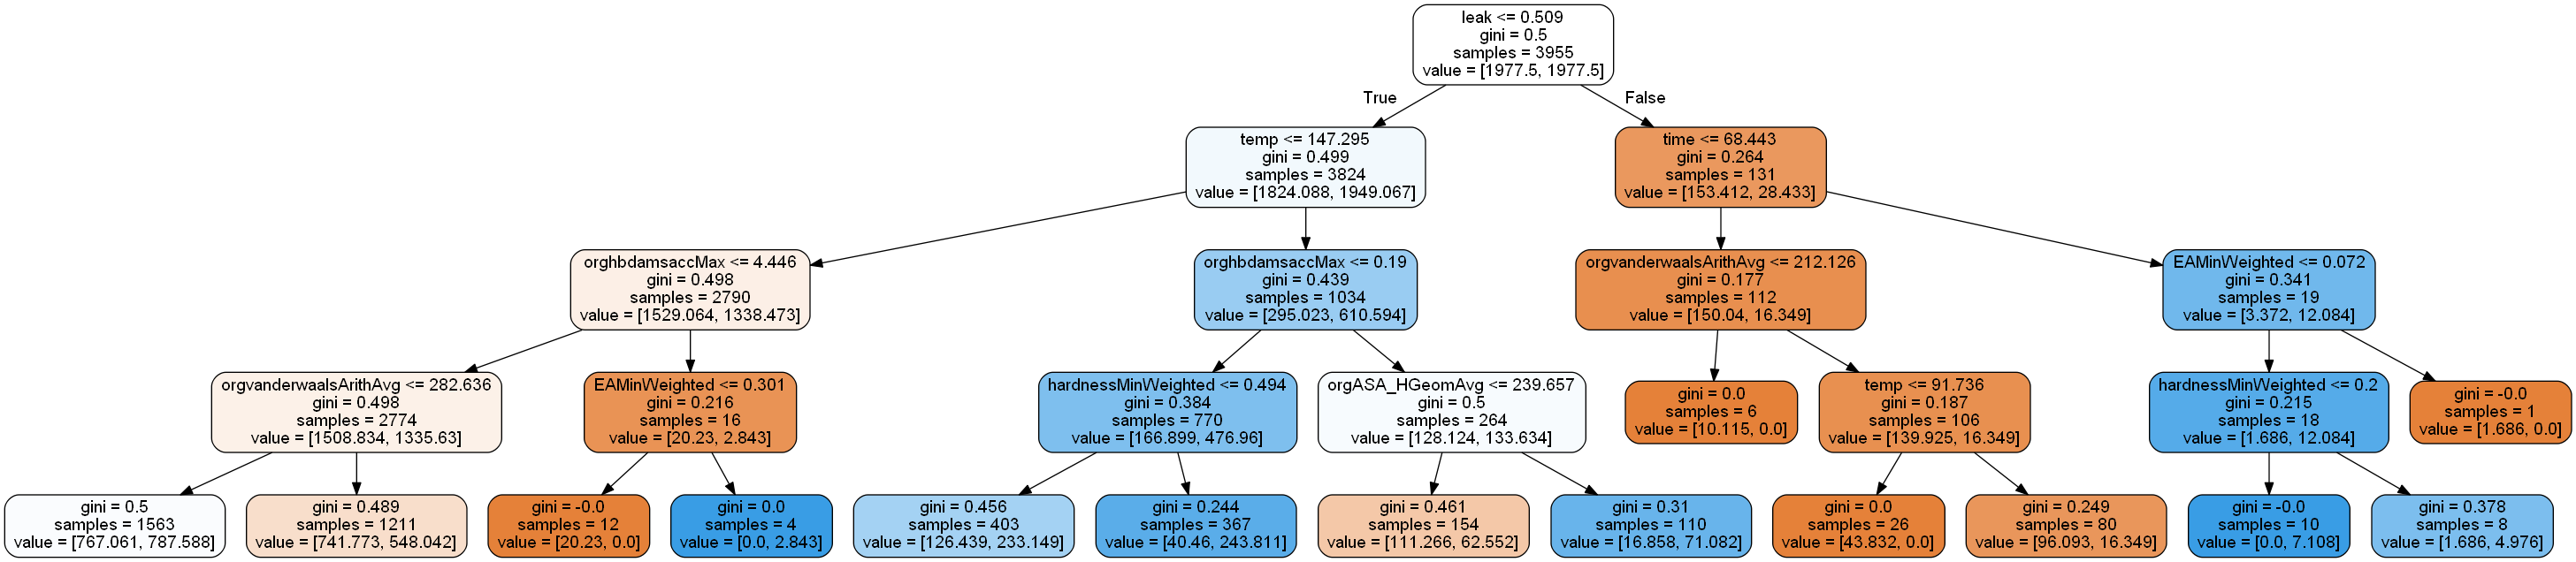 leak <= 0.509
gini = 0.5
samples = 3955
value = [1977.5, 1977.5]
True
False
temp <= 147.295
gini = 0.499
samples = 3824
value = [1824.088, 1949.067]
time <= 68.443
gini = 0.264
samples = 131
value = [153.412, 28.433]
orghbdamsaccMax <= 4.446
gini = 0.498
samples = 2790
value = [1529.064, 1338.473]
orghbdamsaccMax <= 0.19
gini = 0.439
samples = 1034
value = [295.023, 610.594]
orgvanderwaalsArithAvg <= 212.126
gini = 0.177
samples = 112
value = [150.04, 16.349]
EAMinWeighted <= 0.072
gini = 0.341
samples = 19
value = [3.372, 12.084]
orgvanderwaalsArithAvg <= 282.636
gini = 0.498
samples = 2774
value = [1508.834, 1335.63]
EAMinWeighted <= 0.301
gini = 0.216
samples = 16
value = [20.23, 2.843]
hardnessMinWeighted <= 0.494
gini = 0.384
samples = 770
value = [166.899, 476.96]
orgASA_HGeomAvg <= 239.657
gini = 0.5
samples = 264
value = [128.124, 133.634]
gini = 0.0
samples = 6
value = [10.115, 0.0]
temp <= 91.736
gini = 0.187
samples = 106
value = [139.925, 16.349]
hardnessMinWeighted <= 0.2
gini = 0.215
samples = 18
value = [1.686, 12.084]
gini = -0.0
samples = 1
value = [1.686, 0.0]
gini = 0.5
samples = 1563
value = [767.061, 787.588]
gini = 0.489
samples = 1211
value = [741.773, 548.042]
gini = -0.0
samples = 12
value = [20.23, 0.0]
gini = 0.0
samples = 4
value = [0.0, 2.843]
gini = 0.456
samples = 403
value = [126.439, 233.149]
gini = 0.244
samples = 367
value = [40.46, 243.811]
gini = 0.461
samples = 154
value = [111.266, 62.552]
gini = 0.31
samples = 110
value = [16.858, 71.082]
gini = 0.0
samples = 26
value = [43.832, 0.0]
gini = 0.249
samples = 80
value = [96.093, 16.349]
gini = -0.0
samples = 10
value = [0.0, 7.108]
gini = 0.378
samples = 8
value = [1.686, 4.976]